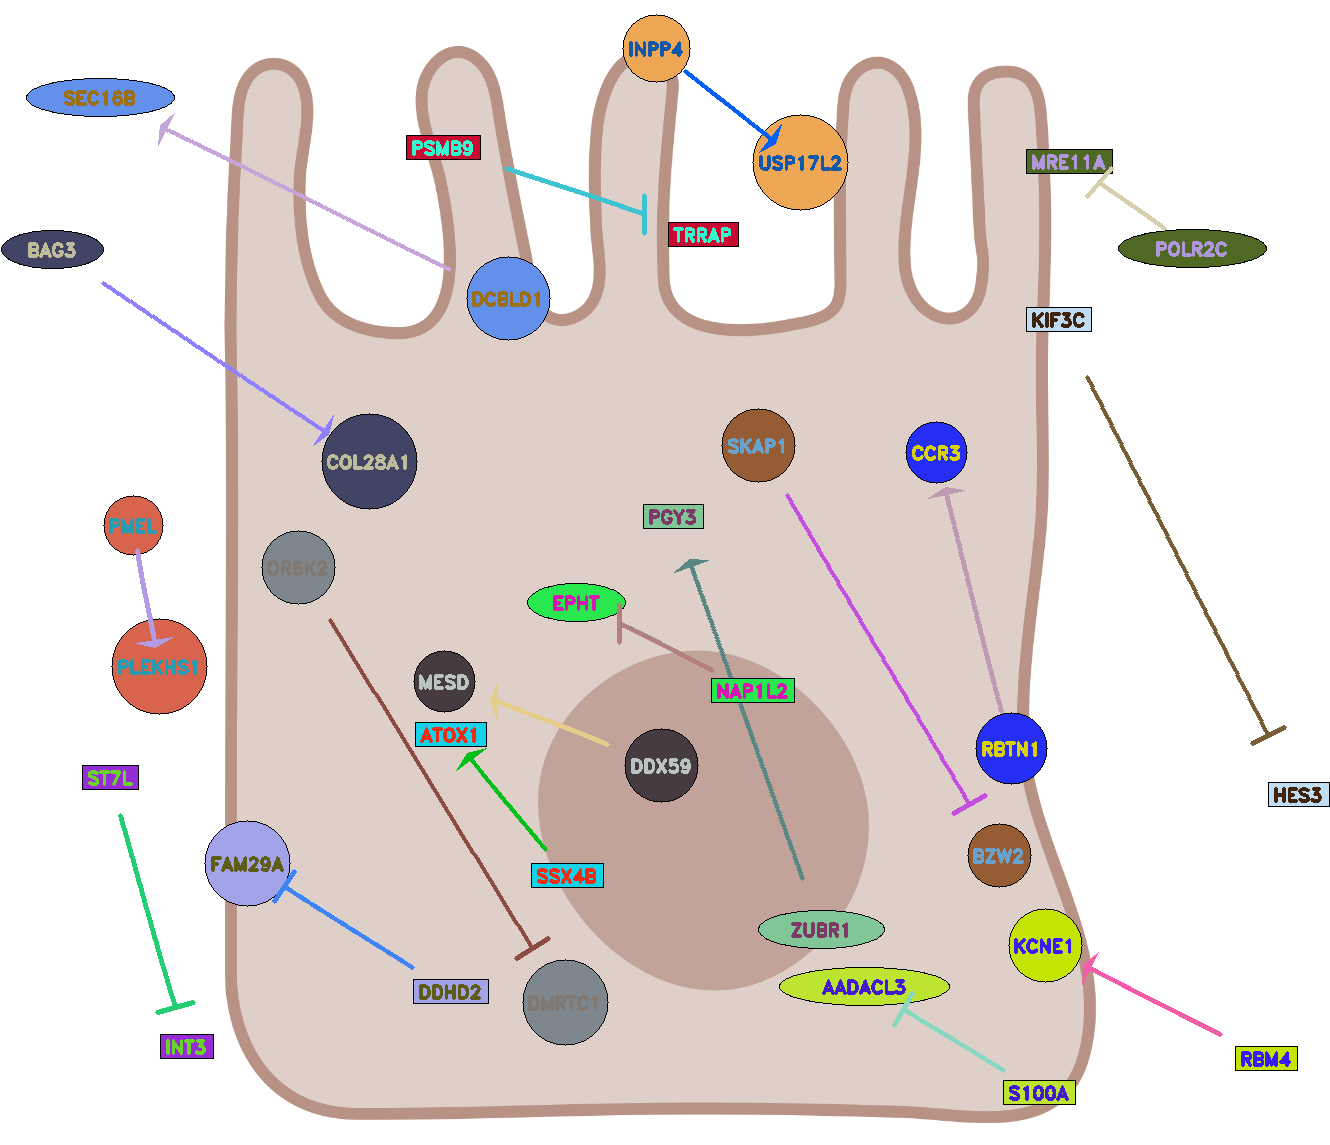 INPP4
SEC16B
PSMB9
USP17L2
MRE11A
TRRAP
BAG3
POLR2C
DCBLD1
KIF3C
SKAP1
CCR3
COL28A1
PGY3
PMEL
OR6K2
EPHT
PLEKHS1
MESD
NAP1L2
ATOX1
RBTN1
DDX59
ST7L
HES3
FAM29A
BZW2
SSX4B
ZUBR1
KCNE1
DDHD2
AADACL3
DMRTC1
INT3
RBM4
S100A